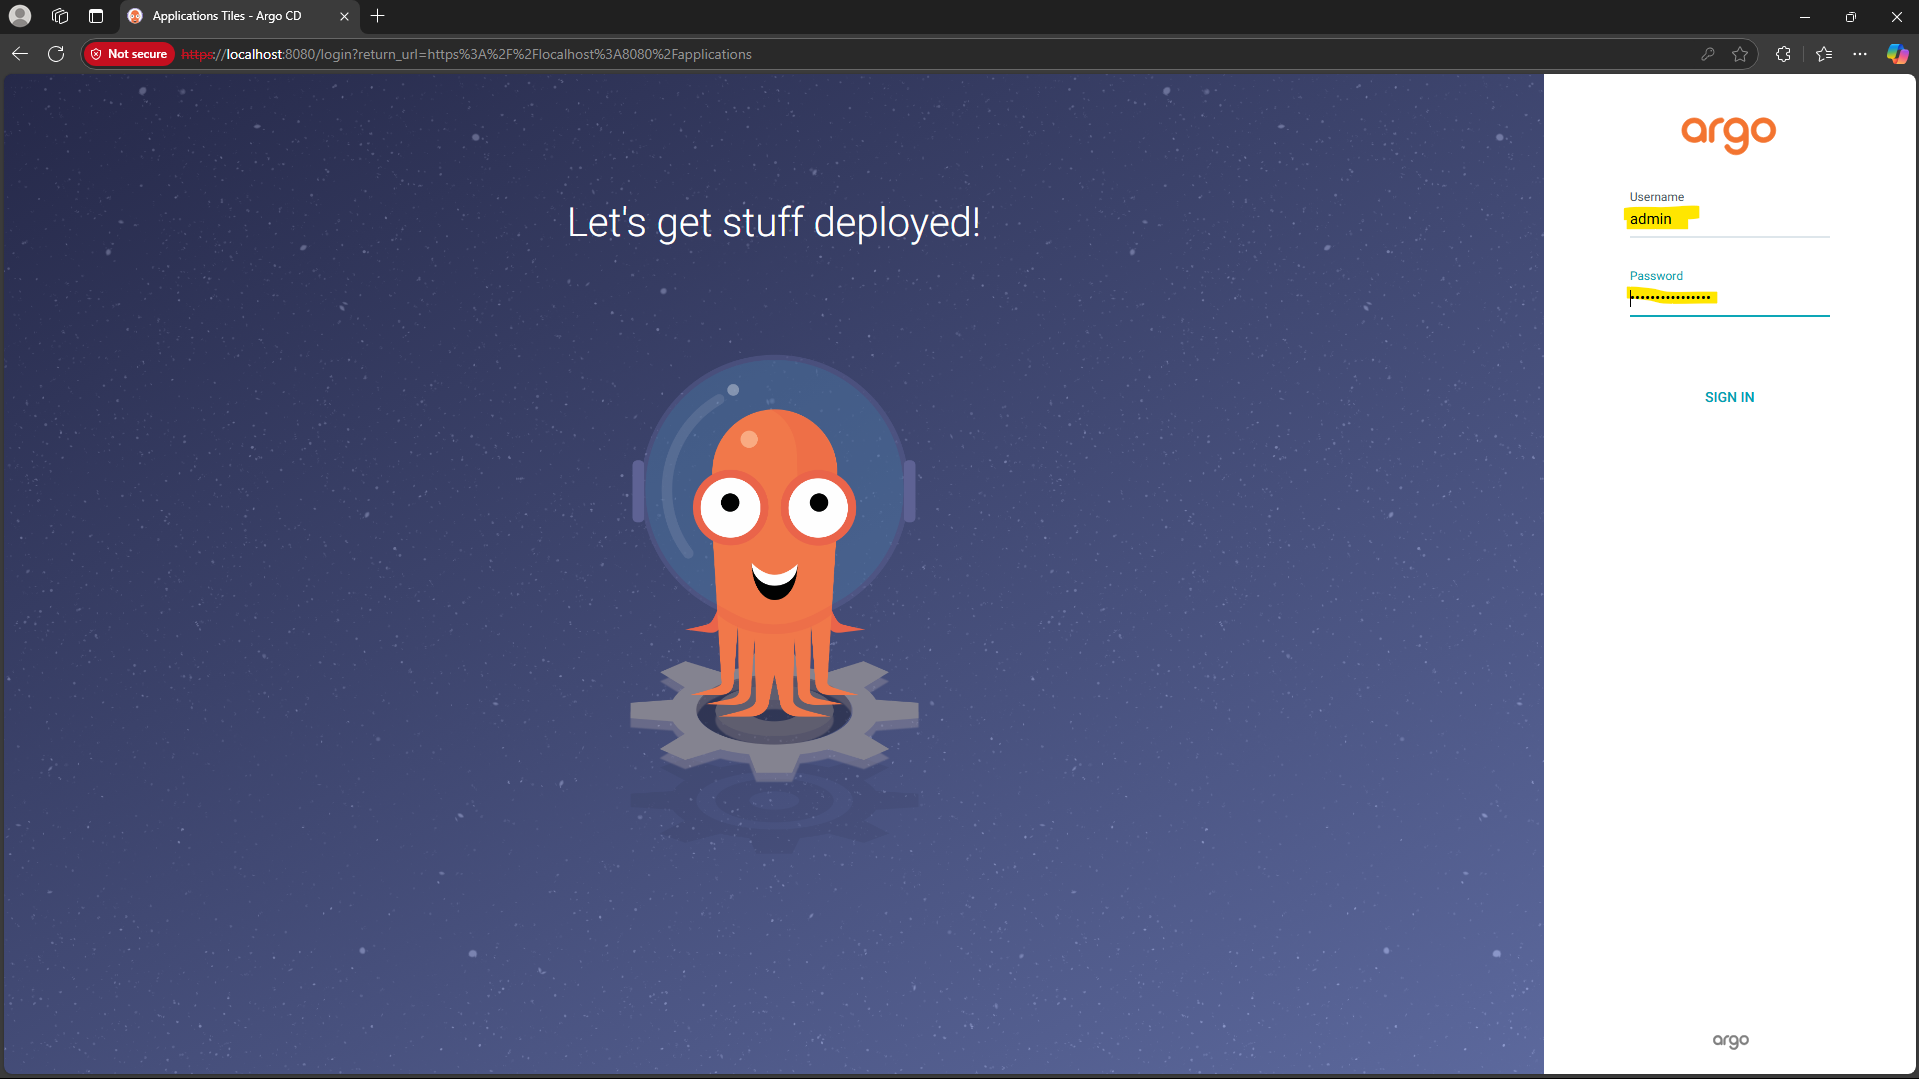 Applications Tiles - Argo CD
Not secure
https://localhost:8080/login?return_url=https%3A%2F%2Flocalhost%3A8080%2Fapplications
Let's get stuff deployed!
argo
Username
admin
Password
••••••••••••••••
SIGN IN
argo